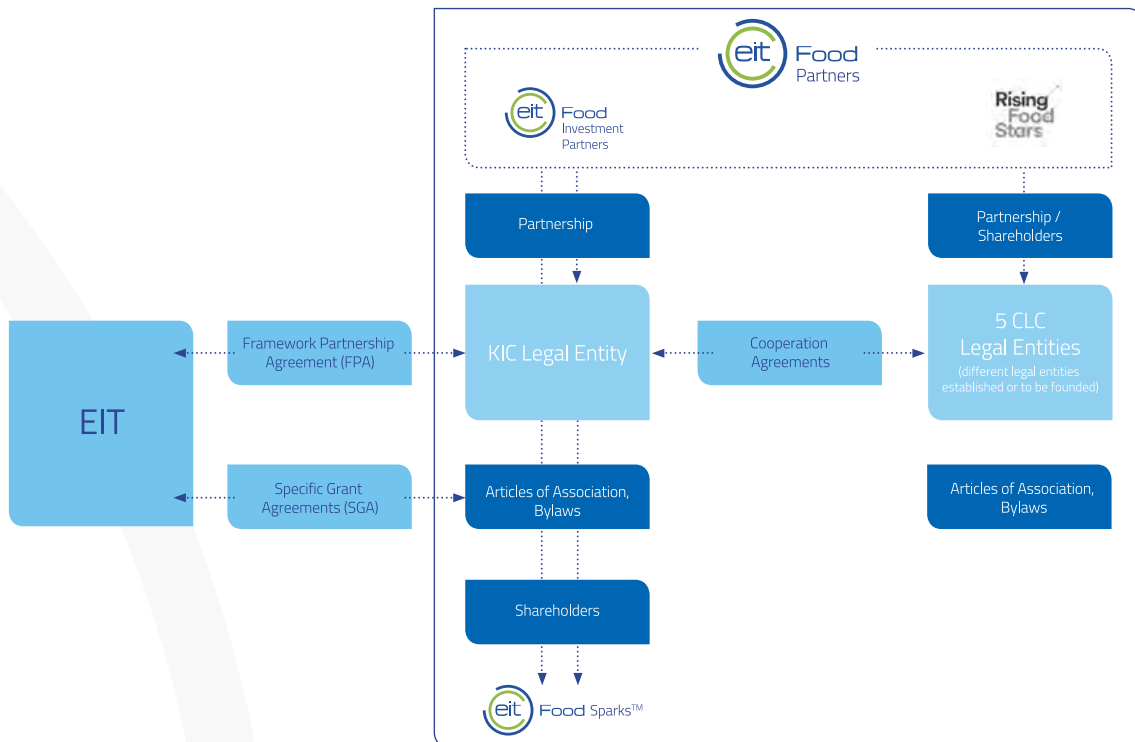 eit Food
Partners
eit Food
Investment
Partners
Rising
Food
Stars
Partnership
Partnership /
Shareholders
EIT
Framework Partnership
Agreement (FPA)
KIC Legal Entity
Cooperation
Agreements
5 CLC
Legal Entities
(different legal entities
established or to be founded)
Specific Grant
Agreements (SGA)
Articles of Association,
Bylaws
Articles of Association,
Bylaws
Shareholders
eit Food Sparks™